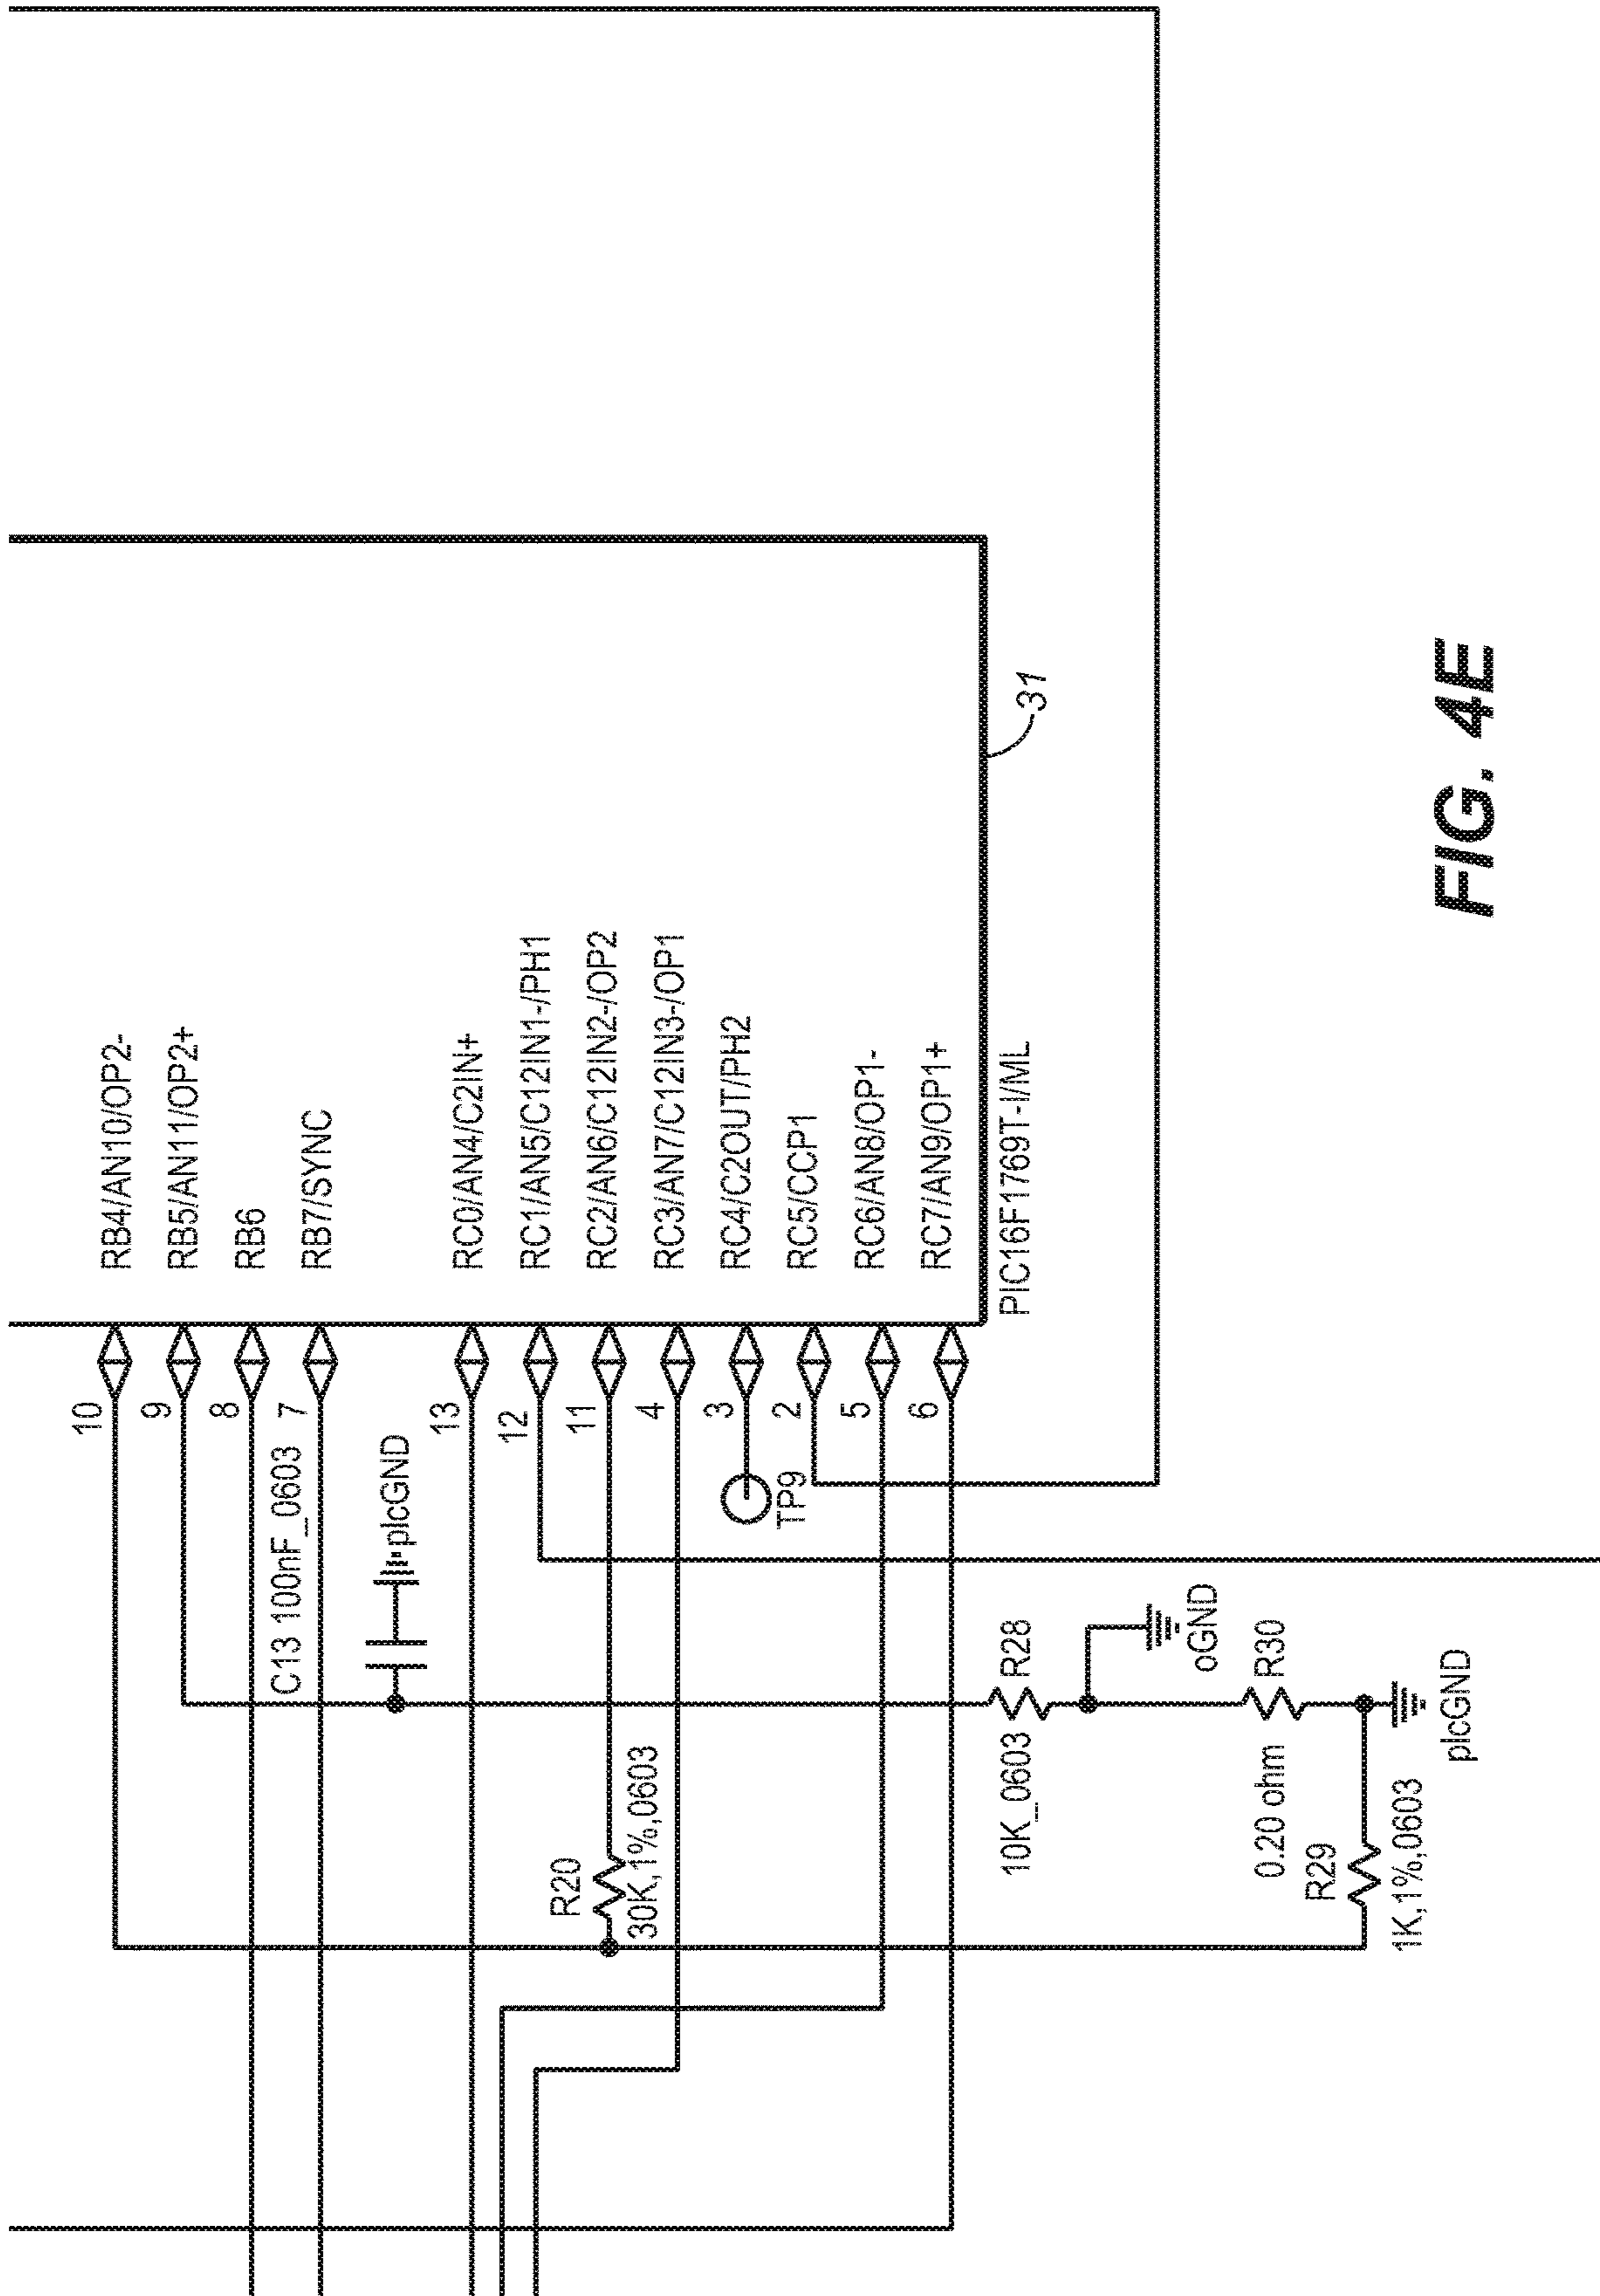 10
RB4/AN10/OP2-
9
RB5/AN11/OP2+
8
RB6
7
RB7/SYNC
C13 100nF_0603
picGND
13
RC0/AN4/C2IN+
12
RC1/AN5/C12IN1-/PH1
11
RC2/AN6/C12IN2-/OP2
4
RC3/AN7/C12IN3-/OP1
3
RC4/C2OUT/PH2
2
RC5/CCP1
5
RC6/AN8/OP1-
6
RC7/AN9/OP1+
PIC16F1769T-I/ML
31
TP9
R20
30K,1%,0603
10K_0603
R28
oGND
0.20 ohm
R30
R29
1K,1%,0603
picGND
FIG. 4E